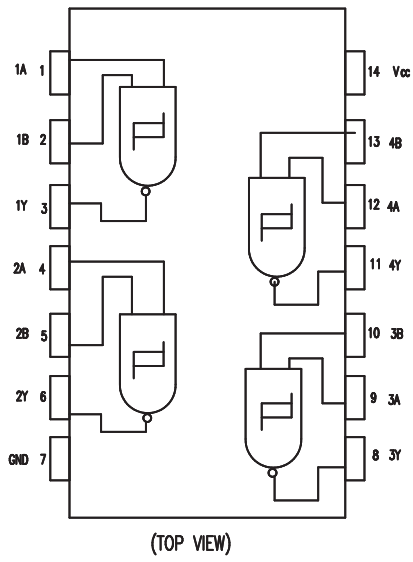 1A 1
14 Vcc
1B 2
13 4B
1Y 3
12 4A
2A 4
11 4Y
2B 5
10 3B
2Y 6
9 3A
GND 7
8 3Y
(TOP VIEW)